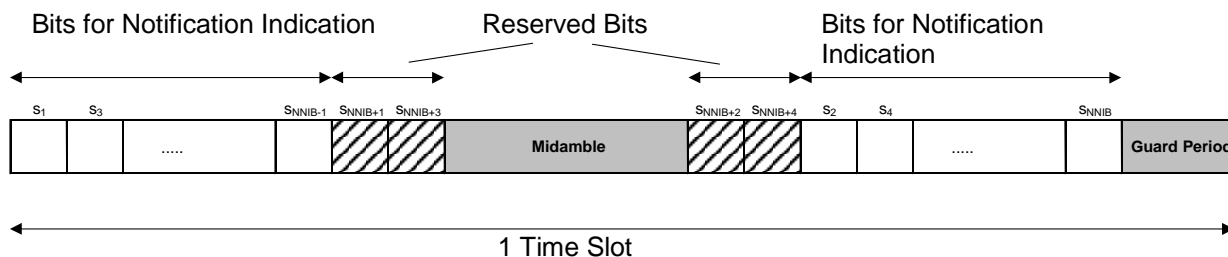 Bits for Notification Indication
Reserved Bits
Bits for Notification
Indication
s1 s3 sNNIB-1 sNNIB+1 sNNIB+3 sNNIB+2 sNNIB+4 s2 s4 sNNIB
..... Midamble ..... Guard Period
1 Time Slot